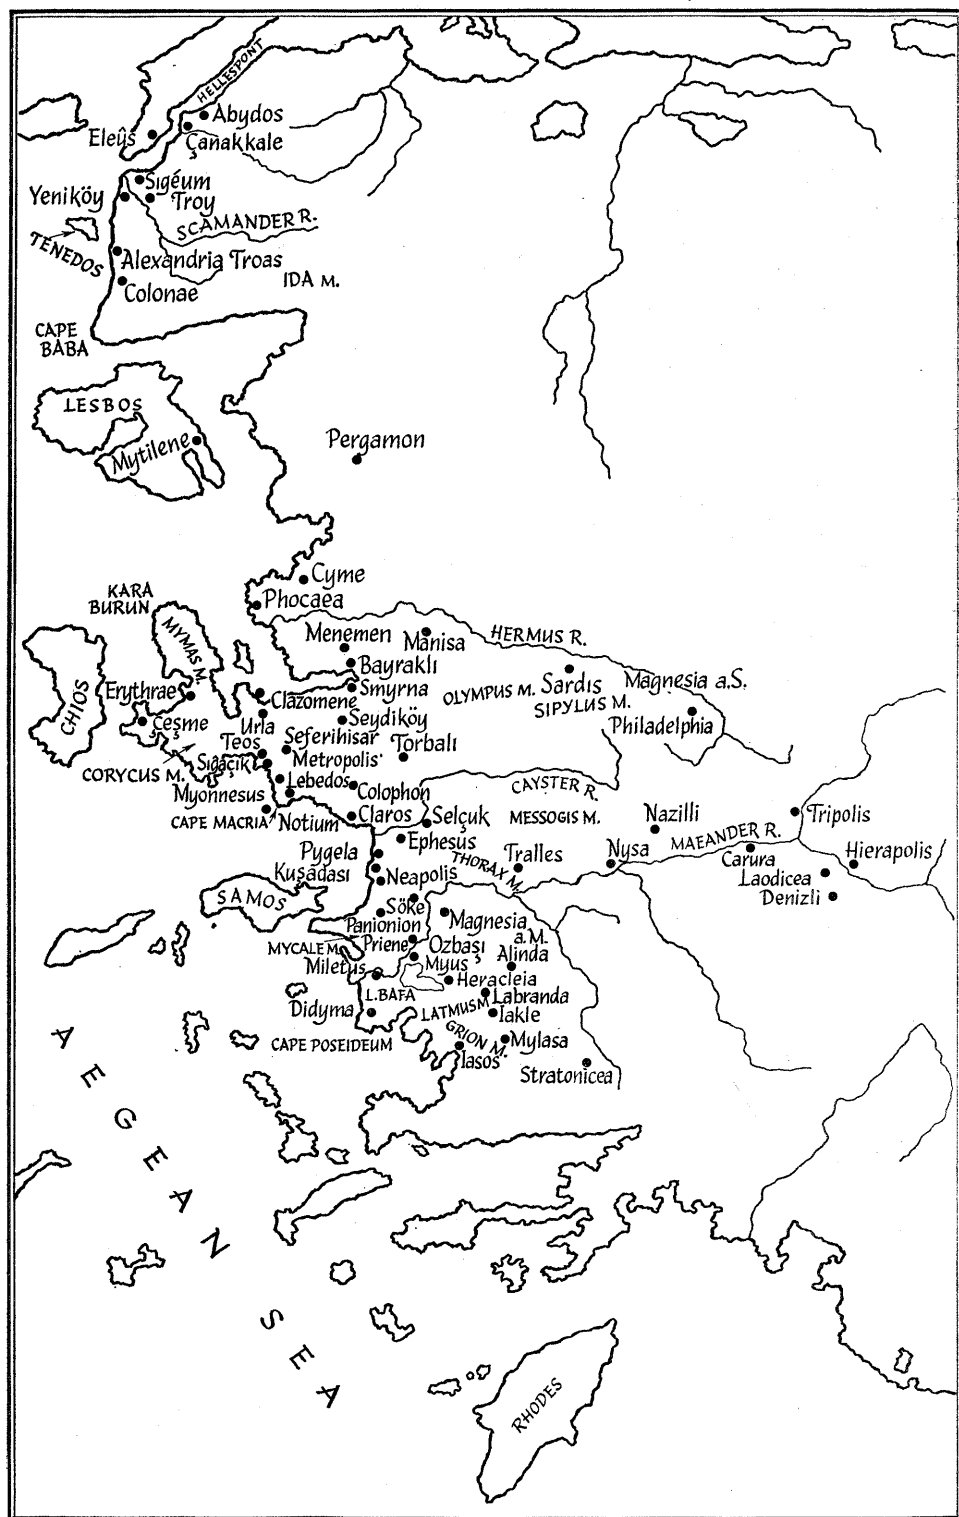 HELLESPONT
Abydos
Eleûs
Çanakkale
Sigéum
Yeniköy
Troy
SCAMANDER R.
TENEDOS
Alexandria Troas
IDA M.
Colonae
CAPE
BABA
LESBOS
Mytilene
Pergamon
Cyme
KARA
BURUN
Phocaea
MYMAS M.
Menemen
Manisa
HERMUS R.
Bayraklı
CHIOS
Erythrae
Clazomene
Smyrna
OLYMPUS M.
Sardis
Magnesia a.S.
SIPYLUS M.
Çeşme
Urla
Seydiköy
Philadelphia
Teos
Seferihisar
Torbalı
CORYCUS M.
Sığaçık
Metropolis
Myonnesus
Lebedos
Colophon
CAYSTER R.
CAPE MACRIA
Notium
Claros
Selçuk
MESSOGIS M.
Nazilli
Tripolis
Ephesus
MAEANDER R.
Pygela
THORAX M.
Tralles
Nysa
Carura
Hierapolis
Kuşadası
Neapolis
Laodicea
Denizli
SAMOS
Söke
Panionion
Magnesia
a.M.
MYCALE M.
Priene
Ozbaşı
Alinda
Miletus
Myus
Heracleia
L.BAFA
Labranda
Didyma
LATMUSM
Iakle
CAPE POSEIDEUM
GRION M.
Mylasa
Iasos
Stratonicea
AEGEAN SEA
RHODES